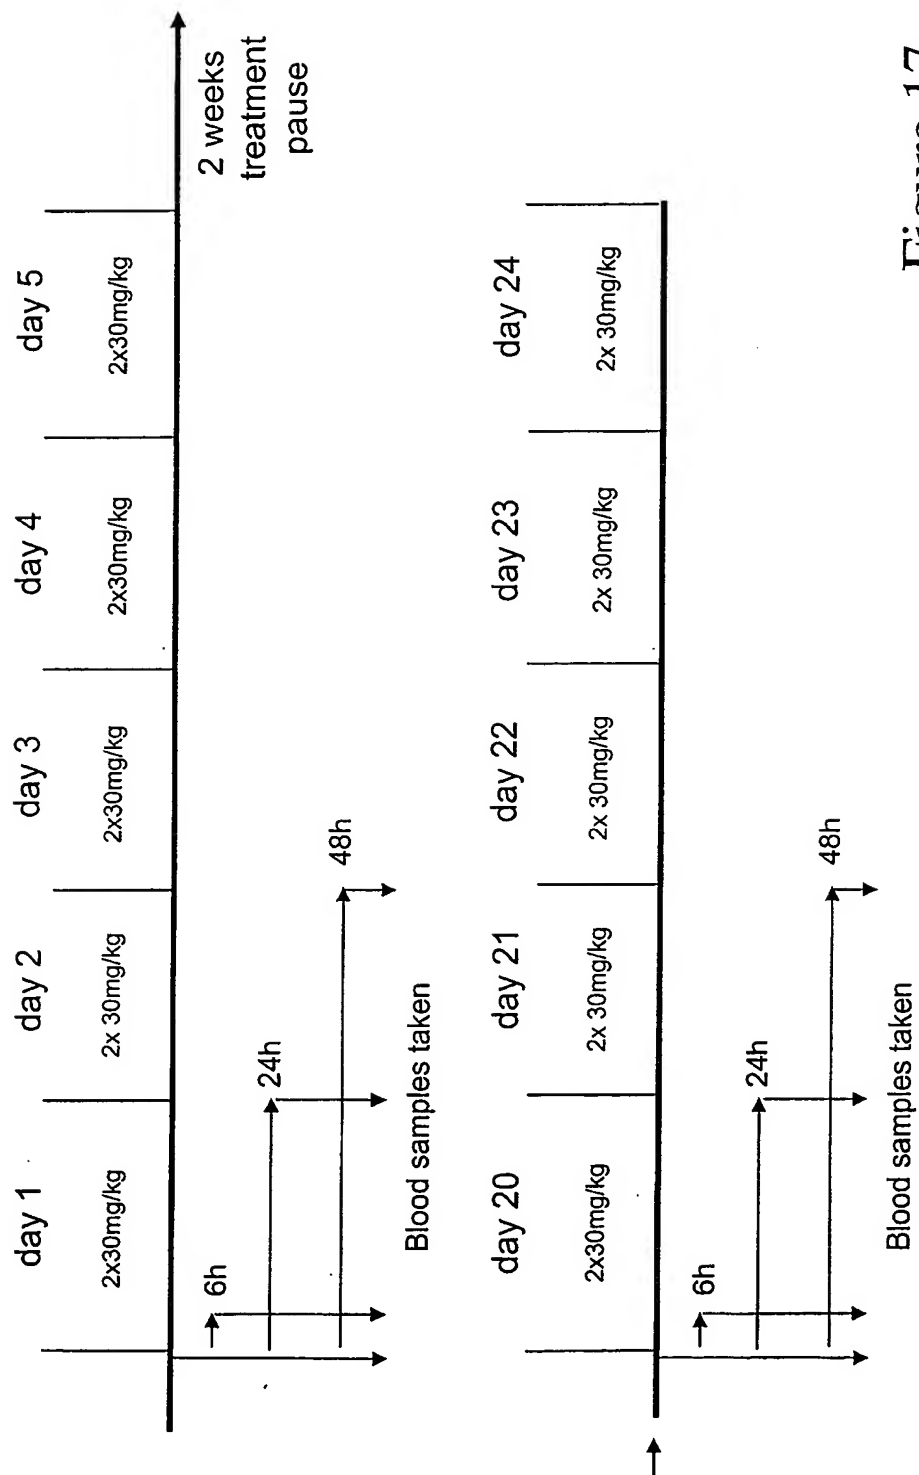 day 1
day 2
day 3
day 4
day 5
2x30mg/kg
2x 30mg/kg
2x30mg/kg
2x30mg/kg
2x30mg/kg
2 weeks
treatment
pause
6h
24h
48h
Blood samples taken
day 20
day 21
day 22
day 23
day 24
2x30mg/kg
2x 30mg/kg
2x 30mg/kg
2x 30mg/kg
2x 30mg/kg
6h
24h
48h
Blood samples taken
Figure 17